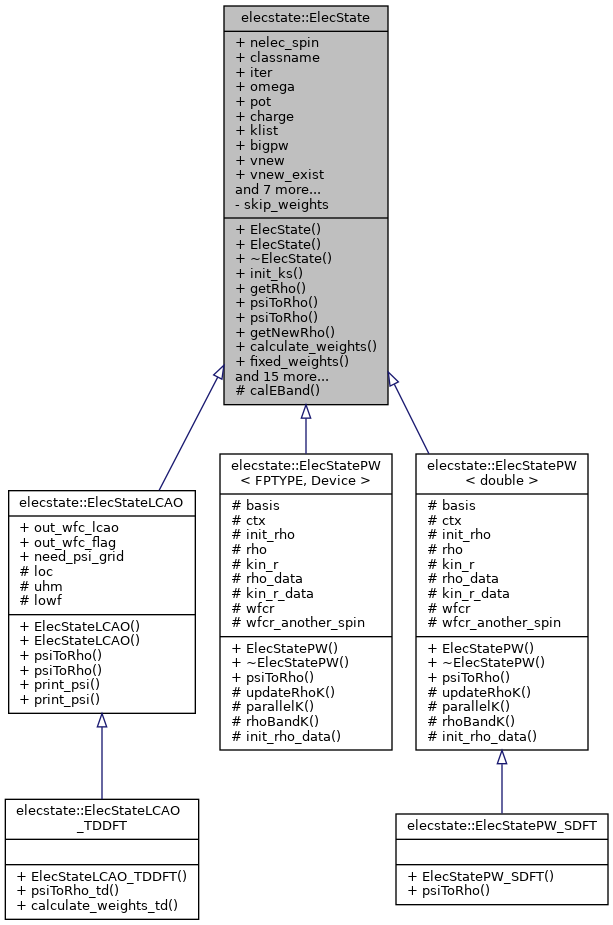 elecstate::ElecState
+ nelec_spin
+ classname
+ iter
+ omega
+ pot
+ charge
+ klist
+ bigpw
+ vnew
+ vnew_exist
and 7 more...
- skip_weights
+ ElecState()
+ ElecState()
+ ~ElecState()
+ init_ks()
+ getRho()
+ psiToRho()
+ psiToRho()
+ getNewRho()
+ calculate_weights()
+ fixed_weights()
and 15 more...
# calEBand()
elecstate::ElecStateLCAO
+ out_wfc_lcao
+ out_wfc_flag
+ need_psi_grid
# loc
# uhm
# lowf
+ ElecStateLCAO()
+ ElecStateLCAO()
+ psiToRho()
+ psiToRho()
+ print_psi()
+ print_psi()
elecstate::ElecStatePW
< FPTYPE, Device >
# basis
# ctx
# init_rho
# rho
# kin_r
# rho_data
# kin_r_data
# wfcr
# wfcr_another_spin
+ ElecStatePW()
+ ~ElecStatePW()
+ psiToRho()
# updateRhoK()
# parallelK()
# rhoBandK()
# init_rho_data()
elecstate::ElecStatePW
< double >
# basis
# ctx
# init_rho
# rho
# kin_r
# rho_data
# kin_r_data
# wfcr
# wfcr_another_spin
+ ElecStatePW()
+ ~ElecStatePW()
+ psiToRho()
# updateRhoK()
# parallelK()
# rhoBandK()
# init_rho_data()
elecstate::ElecStateLCAO
_TDDFT
+ ElecStateLCAO_TDDFT()
+ psiToRho_td()
+ calculate_weights_td()
elecstate::ElecStatePW_SDFT
+ ElecStatePW_SDFT()
+ psiToRho()